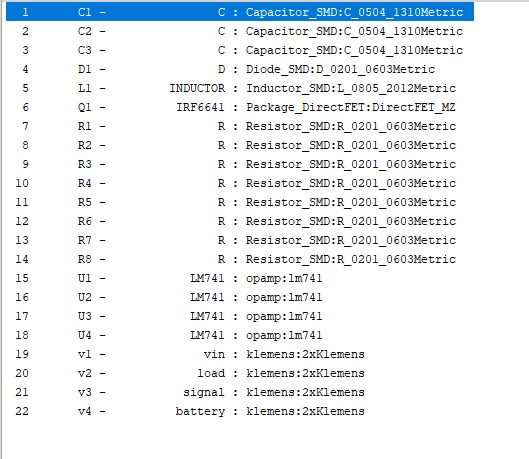 1 C1 - C : Capacitor_SMD:C_0504_1310Metric
2 C2 - C : Capacitor_SMD:C_0504_1310Metric
3 C3 - C : Capacitor_SMD:C_0504_1310Metric
4 D1 - D : Diode_SMD:D_0201_0603Metric
5 L1 - INDUCTOR : Inductor_SMD:L_0805_2012Metric
6 Q1 - IRF6641 : Package_DirectFET:DirectFET_MZ
7 R1 - R : Resistor_SMD:R_0201_0603Metric
8 R2 - R : Resistor_SMD:R_0201_0603Metric
9 R3 - R : Resistor_SMD:R_0201_0603Metric
10 R4 - R : Resistor_SMD:R_0201_0603Metric
11 R5 - R : Resistor_SMD:R_0201_0603Metric
12 R6 - R : Resistor_SMD:R_0201_0603Metric
13 R7 - R : Resistor_SMD:R_0201_0603Metric
14 R8 - R : Resistor_SMD:R_0201_0603Metric
15 U1 - LM741 : opamp:lm741
16 U2 - LM741 : opamp:lm741
17 U3 - LM741 : opamp:lm741
18 U4 - LM741 : opamp:lm741
19 v1 - vin : klemens:2xKlemens
20 v2 - load : klemens:2xKlemens
21 v3 - signal : klemens:2xKlemens
22 v4 - battery : klemens:2xKlemens